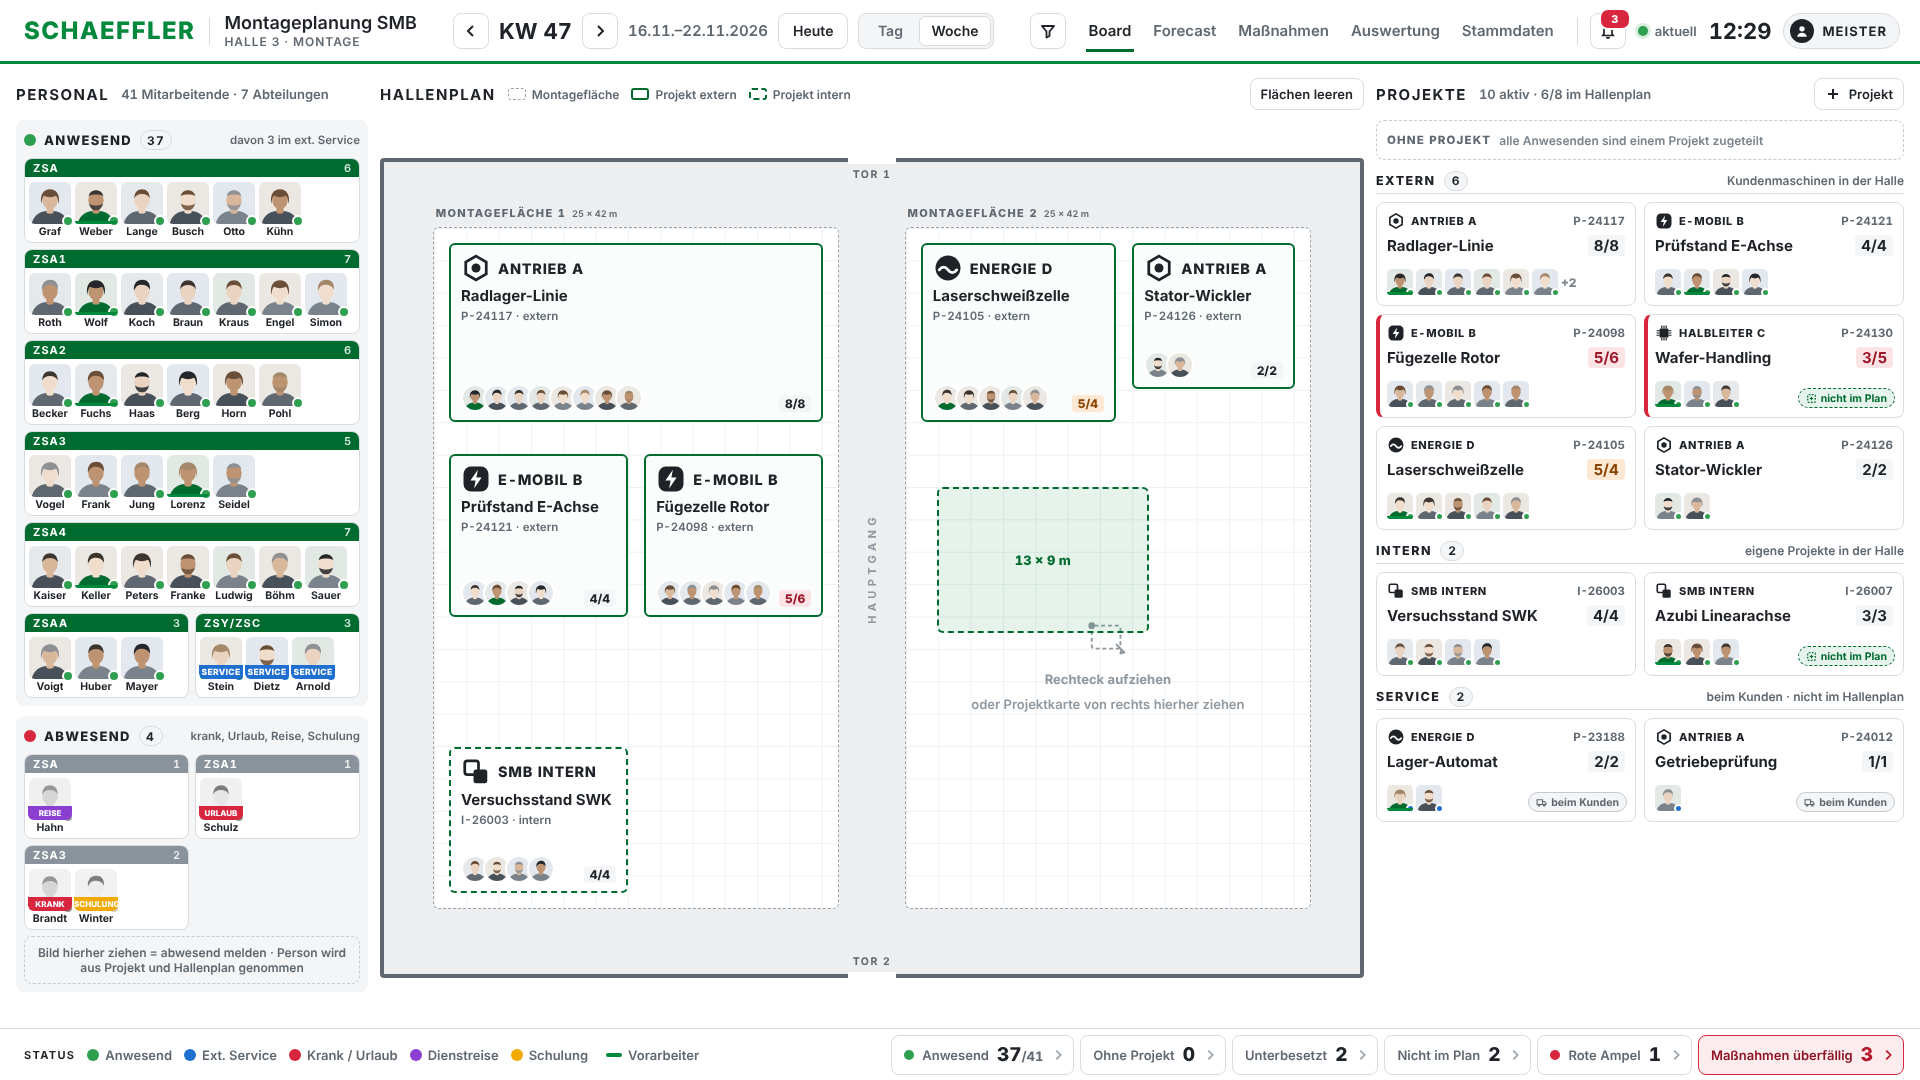 SCHAEFFLER
Montageplanung SMB
HALLE 3 · MONTAGE
KW 47
16.11.–22.11.2026
Heute
Tag
Woche
Board
Forecast
Maßnahmen
Auswertung
Stammdaten
3
aktuell
12:29
MEISTER
PERSONAL
41 Mitarbeitende · 7 Abteilungen
ANWESEND 37
davon 3 im ext. Service
ZSA 6
Graf Weber Lange Busch Otto Kühn
ZSA1 7
Roth Wolf Koch Braun Kraus Engel Simon
ZSA2 6
Becker Fuchs Haas Berg Horn Pohl
ZSA3 5
Vogel Frank Jung Lorenz Seidel
ZSA4 7
Kaiser Keller Peters Franke Ludwig Böhm Sauer
ZSAA 3
Voigt Huber Mayer
ZSY/ZSC 3
SERVICE SERVICE SERVICE
Stein Dietz Arnold
ABWESEND 4
krank, Urlaub, Reise, Schulung
ZSA 1
REISE
Hahn
ZSA1 1
URLAUB
Schulz
ZSA3 2
KRANK SCHULUNG
Brandt Winter
Bild hierher ziehen = abwesend melden · Person wird
aus Projekt und Hallenplan genommen
HALLENPLAN
Montagefläche
Projekt extern
Projekt intern
Flächen leeren
TOR 1
MONTAGEFLÄCHE 1 25 × 42 m
ANTRIEB A
Radlager-Linie
P-24117 · extern
8/8
E-MOBIL B
Prüfstand E-Achse
P-24121 · extern
4/4
E-MOBIL B
Fügezelle Rotor
P-24098 · extern
5/6
SMB INTERN
Versuchsstand SWK
I-26003 · intern
4/4
HAUPTGANG
MONTAGEFLÄCHE 2 25 × 42 m
ENERGIE D
Laserschweißzelle
P-24105 · extern
5/4
ANTRIEB A
Stator-Wickler
P-24126 · extern
2/2
13 × 9 m
Rechteck aufziehen
oder Projektkarte von rechts hierher ziehen
TOR 2
PROJEKTE
10 aktiv · 6/8 im Hallenplan
Projekt
OHNE PROJEKT alle Anwesenden sind einem Projekt zugeteilt
EXTERN 6
Kundenmaschinen in der Halle
ANTRIEB A P-24117
Radlager-Linie 8/8
+2
E-MOBIL B P-24121
Prüfstand E-Achse 4/4
E-MOBIL B P-24098
Fügezelle Rotor 5/6
HALBLEITER C P-24130
Wafer-Handling 3/5
nicht im Plan
ENERGIE D P-24105
Laserschweißzelle 5/4
ANTRIEB A P-24126
Stator-Wickler 2/2
INTERN 2
eigene Projekte in der Halle
SMB INTERN I-26003
Versuchsstand SWK 4/4
SMB INTERN I-26007
Azubi Linearachse 3/3
nicht im Plan
SERVICE 2
beim Kunden · nicht im Hallenplan
ENERGIE D P-23188
Lager-Automat 2/2
beim Kunden
ANTRIEB A P-24012
Getriebeprüfung 1/1
beim Kunden
STATUS
Anwesend
Ext. Service
Krank / Urlaub
Dienstreise
Schulung
Vorarbeiter
Anwesend 37/41
Ohne Projekt 0
Unterbesetzt 2
Nicht im Plan 2
Rote Ampel 1
Maßnahmen überfällig 3